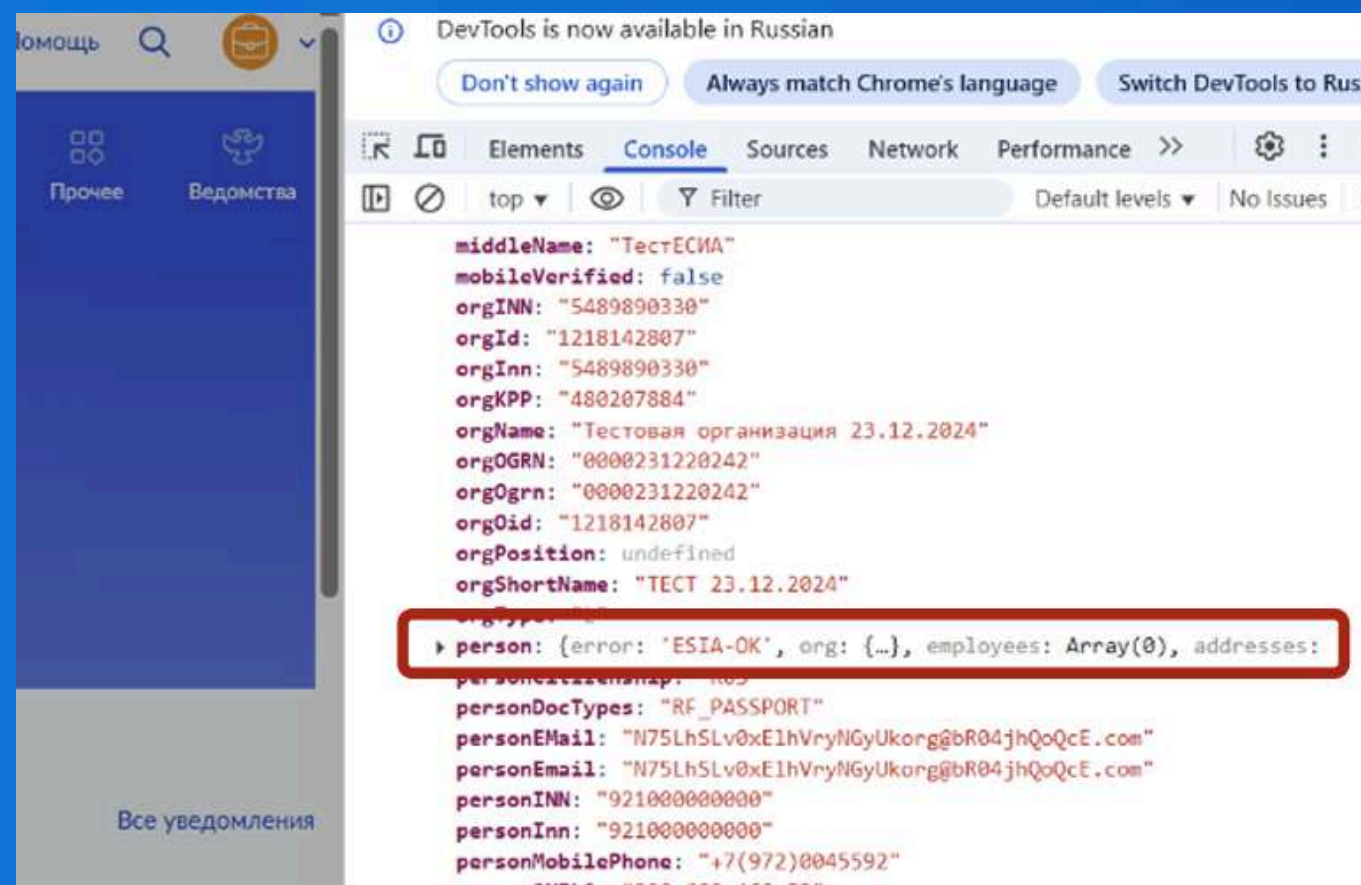 DevTools is now available in Russian
Don't show again Always match Chrome's language Switch DevTools to Rus
Elements Console Sources Network Performance
top Filter Default levels No Issues
Прочее Ведомства
middleName: "ТестЕСИА"
mobileVerified: false
orgINN: "5489890330"
orgId: "1218142807"
orgInn: "5489890330"
orgKPP: "480207884"
orgName: "Тестовая организация 23.12.2024"
orgOGRN: "0000231220242"
orgOgrn: "0000231220242"
orgOid: "1218142807"
orgPosition: undefined
orgShortName: "ТЕСТ 23.12.2024"
person: {error: 'ESIA-OK', org: {…}, employees: Array(0), addresses:
personDocTypes: "RF_PASSPORT"
personEMail: "N75LhSLv0xElhVryNGyUkorg@bR04jhQoQcE.com"
personEmail: "N75LhSLv0xElhVryNGyUkorg@bR04jhQoQcE.com"
personINN: "921000000000"
personInn: "921000000000"
personMobilePhone: "+7(972)0045592"
Все уведомления